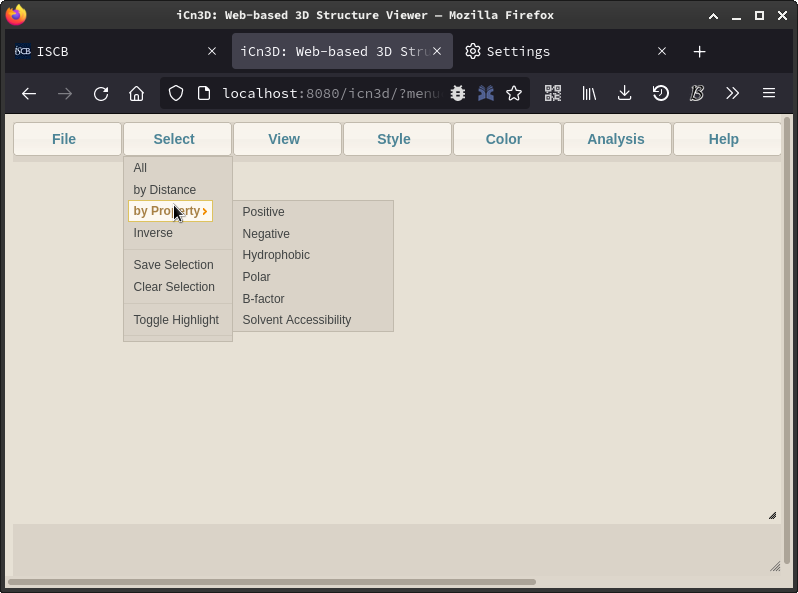 iCn3D: Web-based 3D Structure Viewer — Mozilla Firefox
ISCB
iCn3D: Web-based 3D Stru
Settings
localhost:8080/icn3d/?menu
File
Select
View
Style
Color
Analysis
Help
All
by Distance
by Property
Inverse
Save Selection
Clear Selection
Toggle Highlight
Positive
Negative
Hydrophobic
Polar
B-factor
Solvent Accessibility